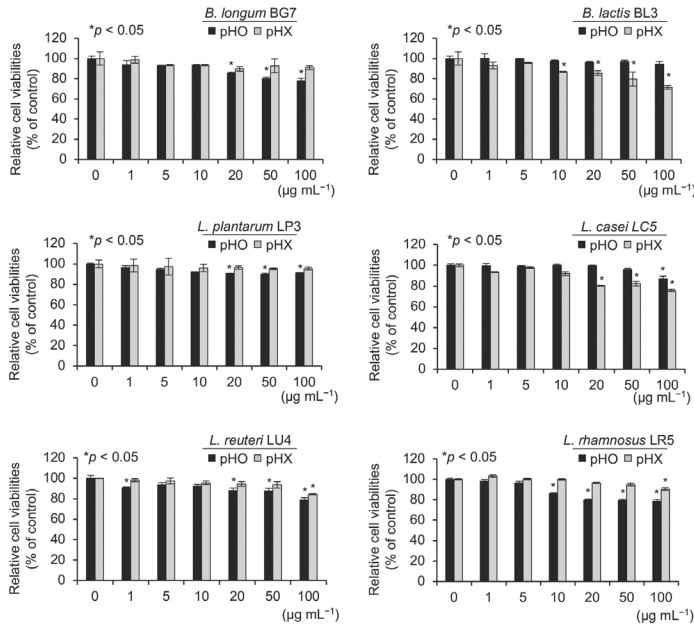 B. longum BG7
*p < 0.05
pHO pHX
Relative cell viabilities
(% of control)
120
100
80
60
40
20
0
* * *
0 1 5 10 20 50 100
(µg mL−1)
B. lactis BL3
*p < 0.05
pHO pHX
Relative cell viabilities
(% of control)
120
100
80
60
40
20
0
* * * *
0 1 5 10 20 50 100
(µg mL−1)
L. plantarum LP3
*p < 0.05
pHO pHX
Relative cell viabilities
(% of control)
120
100
80
60
40
20
0
* * *
0 1 5 10 20 50 100
(µg mL−1)
L. casei LC5
*p < 0.05
pHO pHX
Relative cell viabilities
(% of control)
120
100
80
60
40
20
0
* * * *
0 1 5 10 20 50 100
(µg mL−1)
L. reuteri LU4
*p < 0.05
pHO pHX
Relative cell viabilities
(% of control)
120
100
80
60
40
20
0
* * * * *
0 1 5 10 20 50 100
(µg mL−1)
L. rhamnosus LR5
*p < 0.05
pHO pHX
Relative cell viabilities
(% of control)
120
100
80
60
40
20
0
* * * * *
0 1 5 10 20 50 100
(µg mL−1)